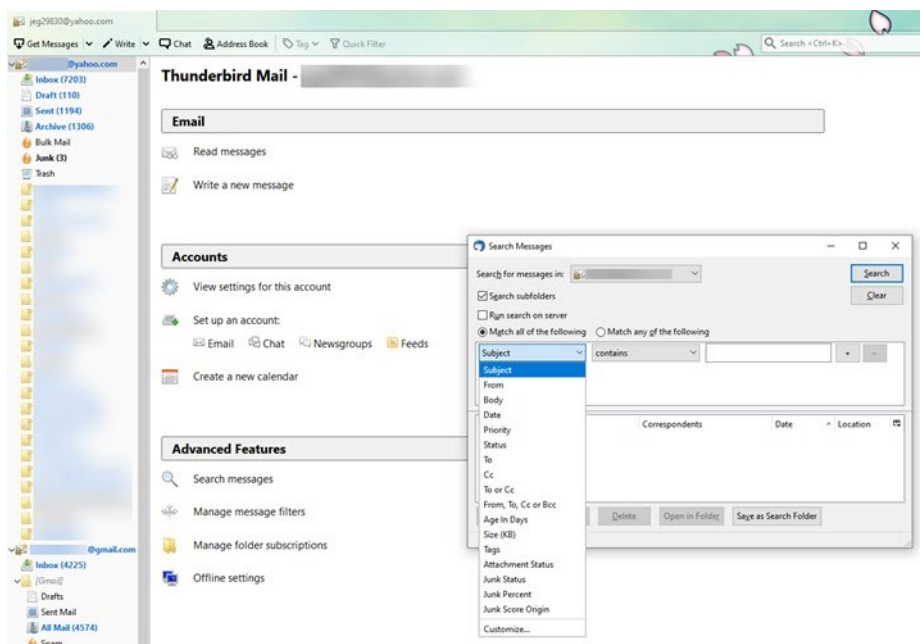 jeg29830@yahoo.com
Get Messages Write Chat Address Book Tag Quick Filter Search <Ctrl+K>
@yahoo.com
Inbox (7203)
Draft (110)
Sent (1194)
Archive (1306)
Bulk Mail
Junk (3)
Trash
@gmail.com
Inbox (4225)
[Gmail]
Drafts
Sent Mail
All Mail (4574)
Spam
Thunderbird Mail -
Email
Read messages
Write a new message
Accounts
View settings for this account
Set up an account:
Email Chat Newsgroups Feeds
Create a new calendar
Advanced Features
Search messages
Manage message filters
Manage folder subscriptions
Offline settings
Search Messages
Search for messages in:
Search
Search subfolders
Clear
Run search on server
Match all of the following Match any of the following
Subject contains + -
Subject
From
Body
Date
Priority
Status
To
Cc
To or Cc
From, To, Cc or Bcc
Age In Days
Size (KB)
Tags
Attachment Status
Junk Status
Junk Percent
Junk Score Origin
Customize...
Correspondents Date Location
Delete Open in Folder Save as Search Folder